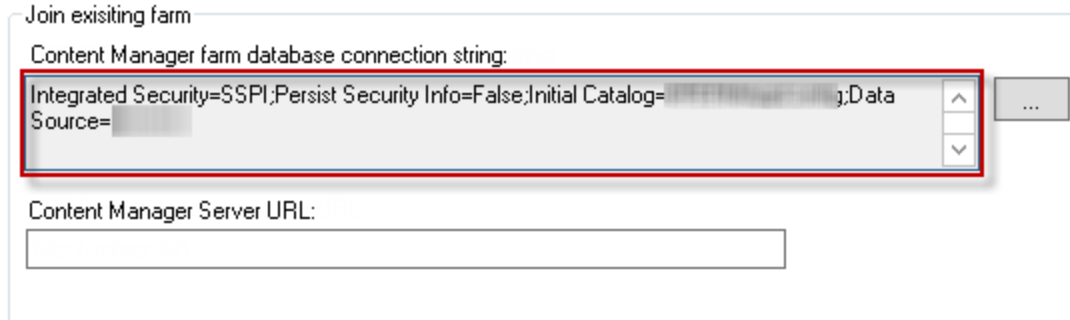 Join exisiting farm
Content Manager farm database connection string:
Integrated Security=SSPI;Persist Security Info=False;Initial Catalog=g;Data
Source=
...
Content Manager Server URL: